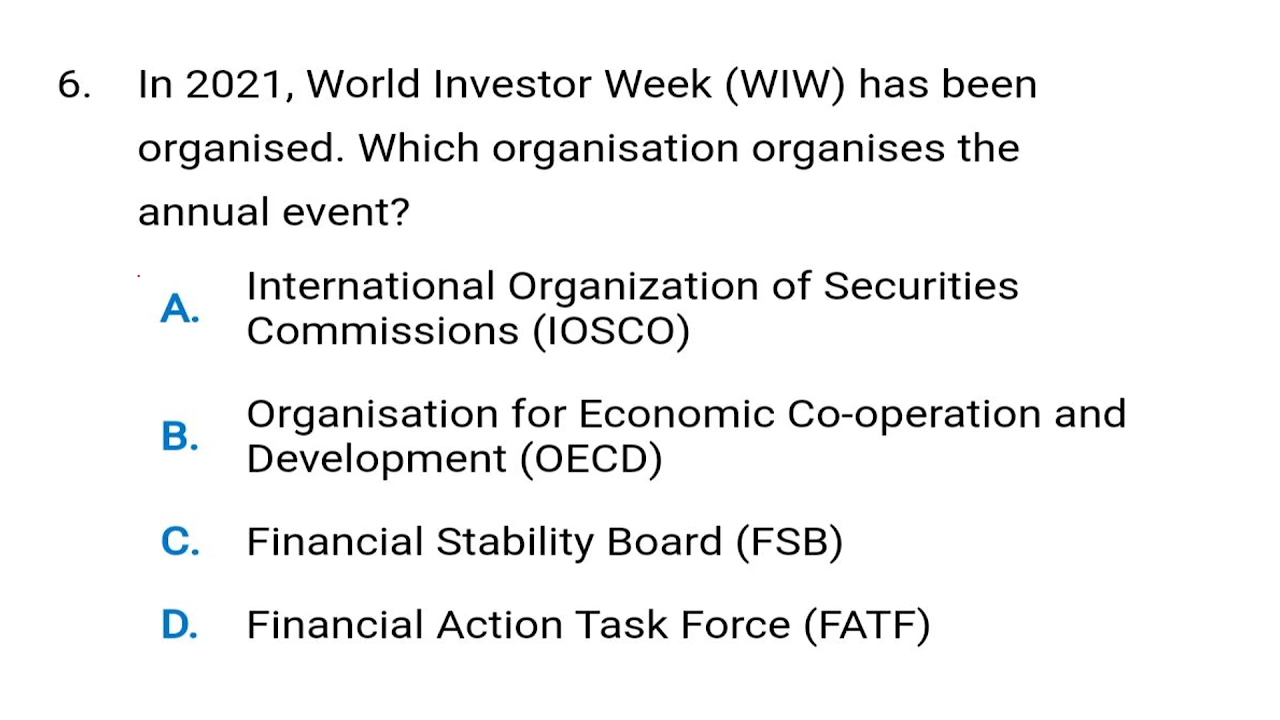 6. In 2021, World Investor Week (WIW) has been
organised. Which organisation organises the
annual event?
A. International Organization of Securities
Commissions (IOSCO)
B. Organisation for Economic Co-operation and
Development (OECD)
C. Financial Stability Board (FSB)
D. Financial Action Task Force (FATF)